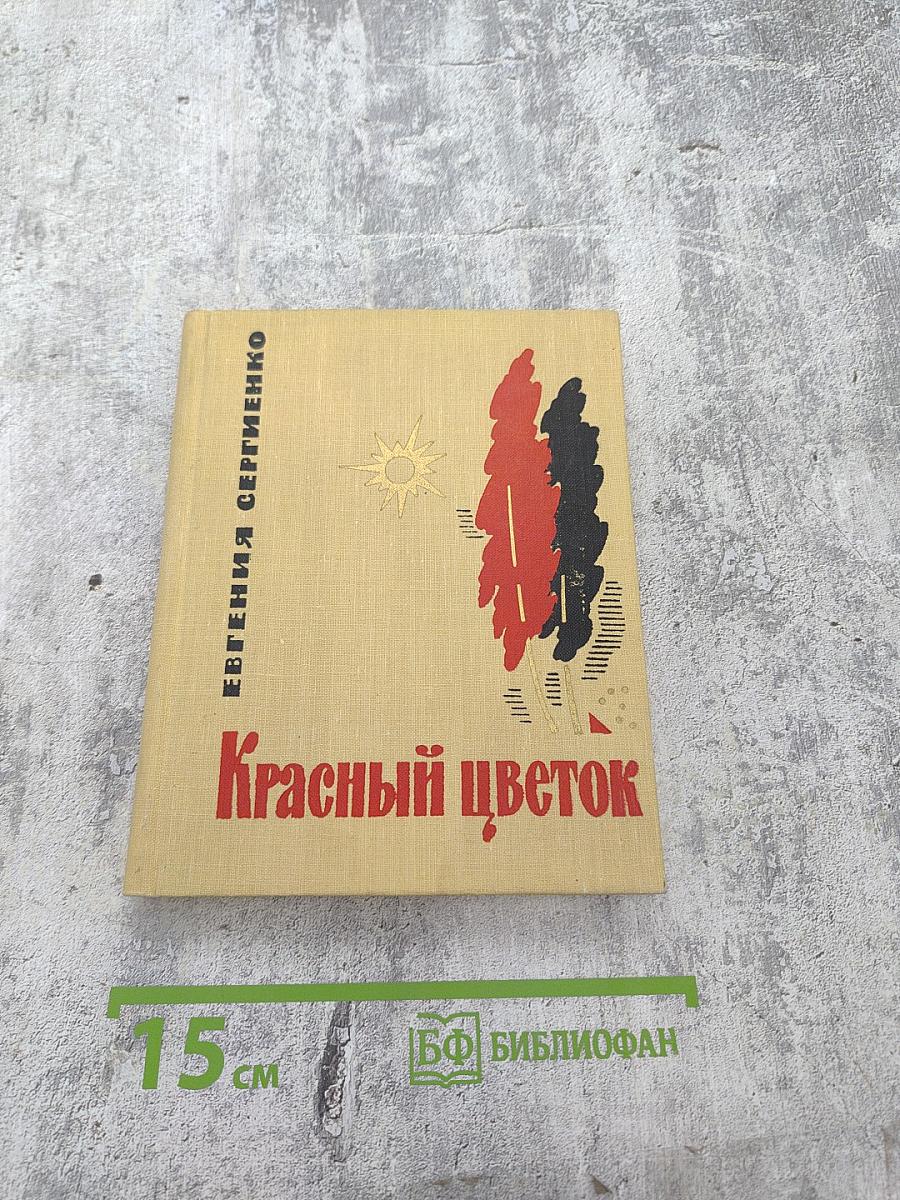 ЕВГЕНИЯ СЕРГИЕНКО
Красный цветок
15 см
БФ БИБЛИОФАН